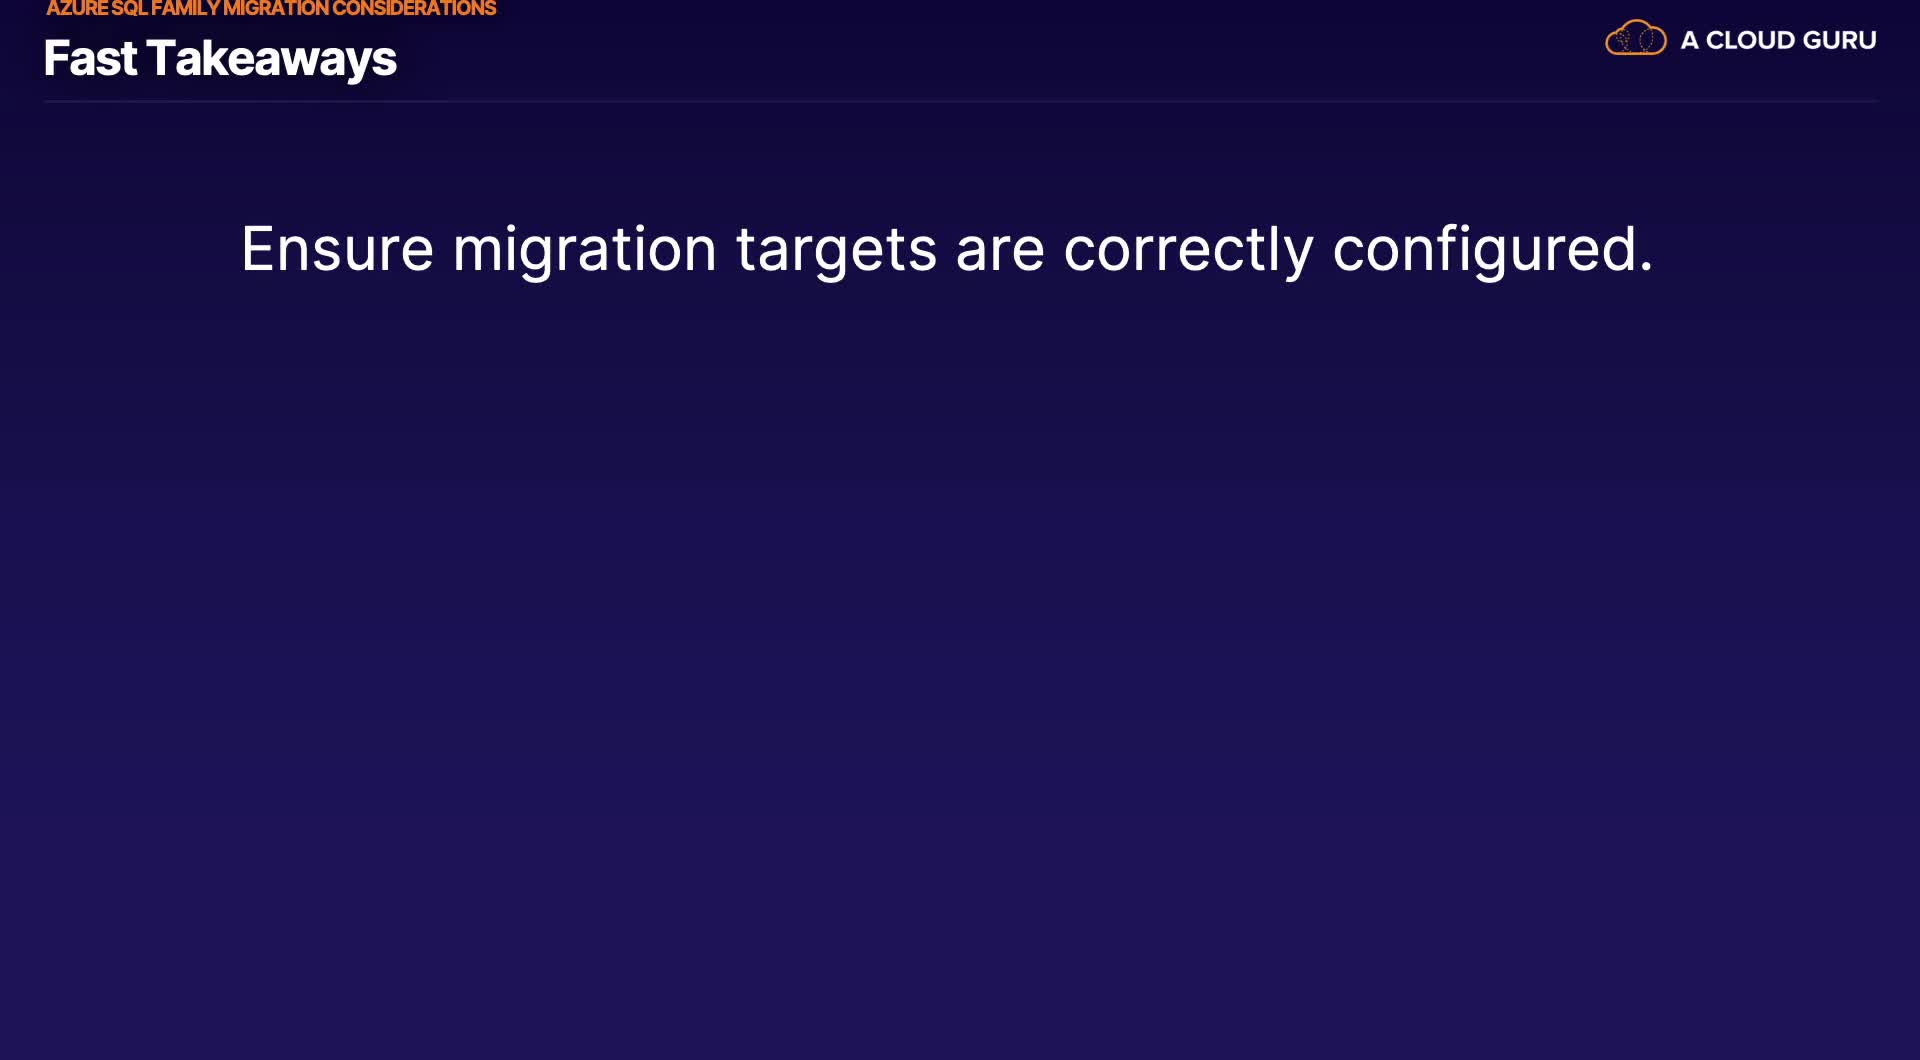 AZURE SQL FAMILY MIGRATION CONSIDERATIONS
Fast Takeaways
A CLOUD GURU
Ensure migration targets are correctly configured.